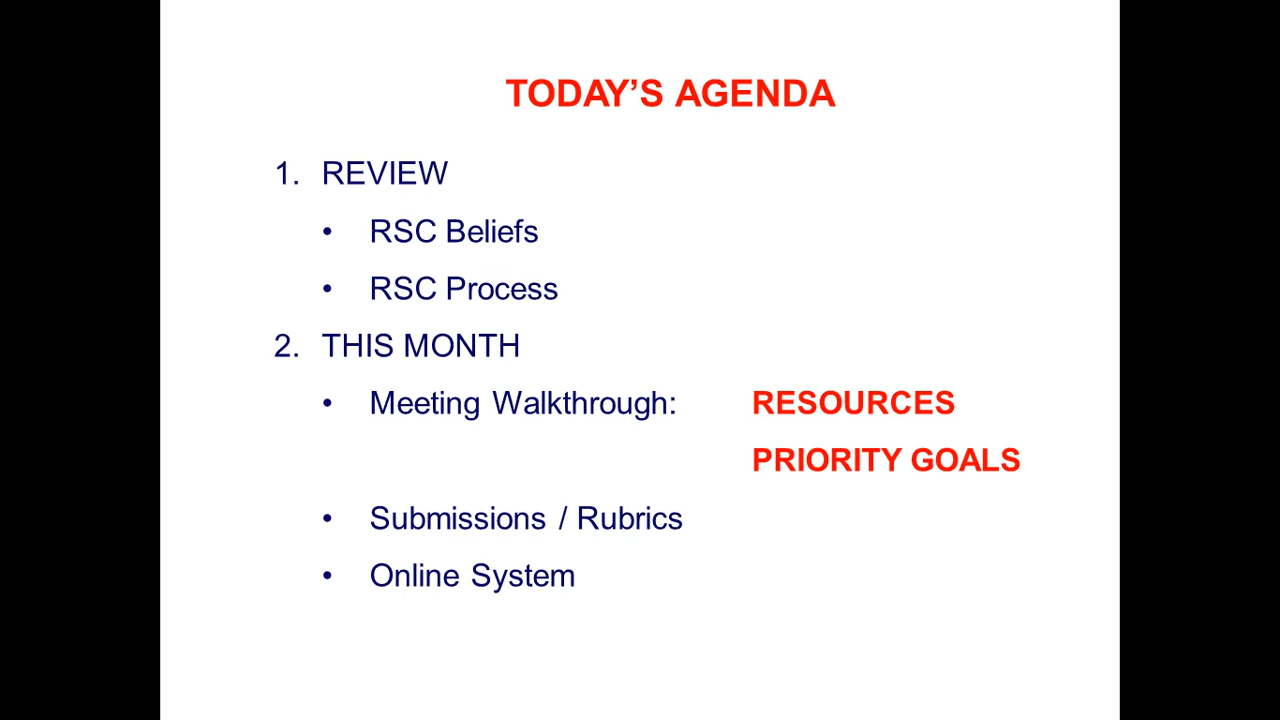 TODAY’S AGENDA
1. REVIEW
• RSC Beliefs
• RSC Process
2. THIS MONTH
• Meeting Walkthrough: RESOURCES
PRIORITY GOALS
• Submissions / Rubrics
• Online System